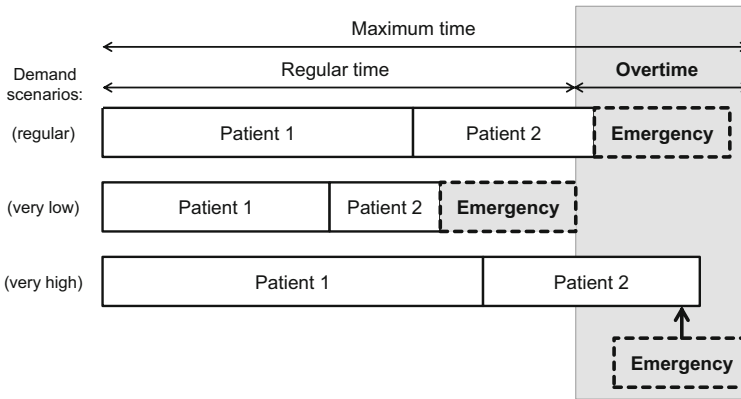 Maximum time
Demand
scenarios:
Regular time
Overtime
(regular)
Patient 1
Patient 2
Emergency
(very low)
Patient 1
Patient 2
Emergency
(very high)
Patient 1
Patient 2
Emergency